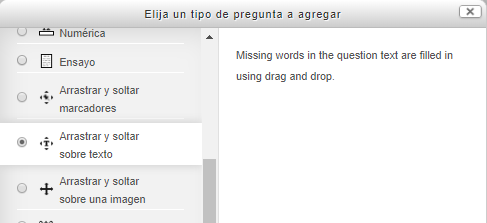 Elija un tipo de pregunta a agregar
Numérica
Ensayo
Arrastrar y soltar
marcadores
Arrastrar y soltar
sobre texto
Arrastrar y soltar
sobre una imagen
Missing words in the question text are filled in
using drag and drop.